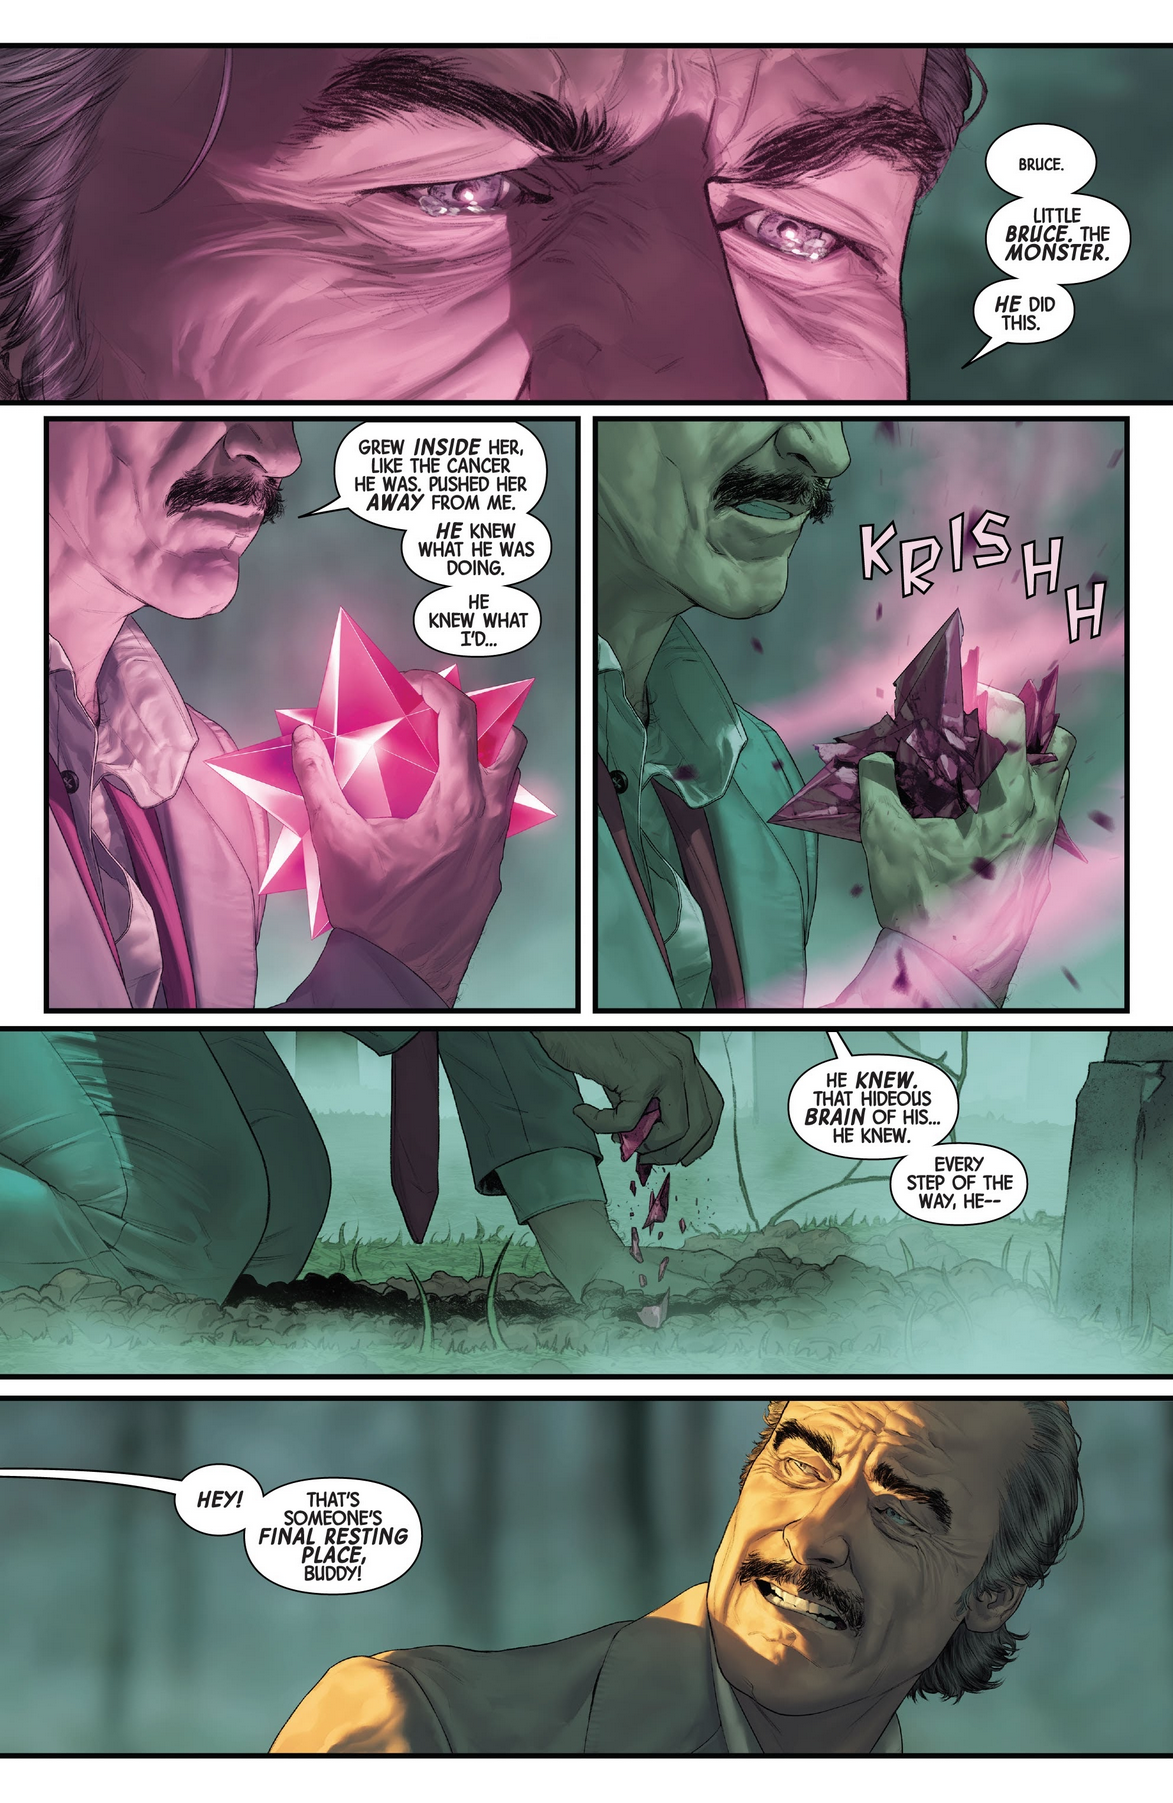 BRUCE.
LITTLE
BRUCE. THE
MONSTER.
HE DID
THIS.
GREW INSIDE HER,
LIKE THE CANCER
HE WAS. PUSHED HER
AWAY FROM ME.
HE KNEW
WHAT HE WAS
DOING.
HE
KNEW WHAT
I'D...
KRISHH
HE KNEW.
THAT HIDEOUS
BRAIN OF HIS...
HE KNEW.
EVERY
STEP OF THE
WAY, HE--
HEY!
THAT'S
SOMEONE'S
FINAL RESTING
PLACE,
BUDDY!